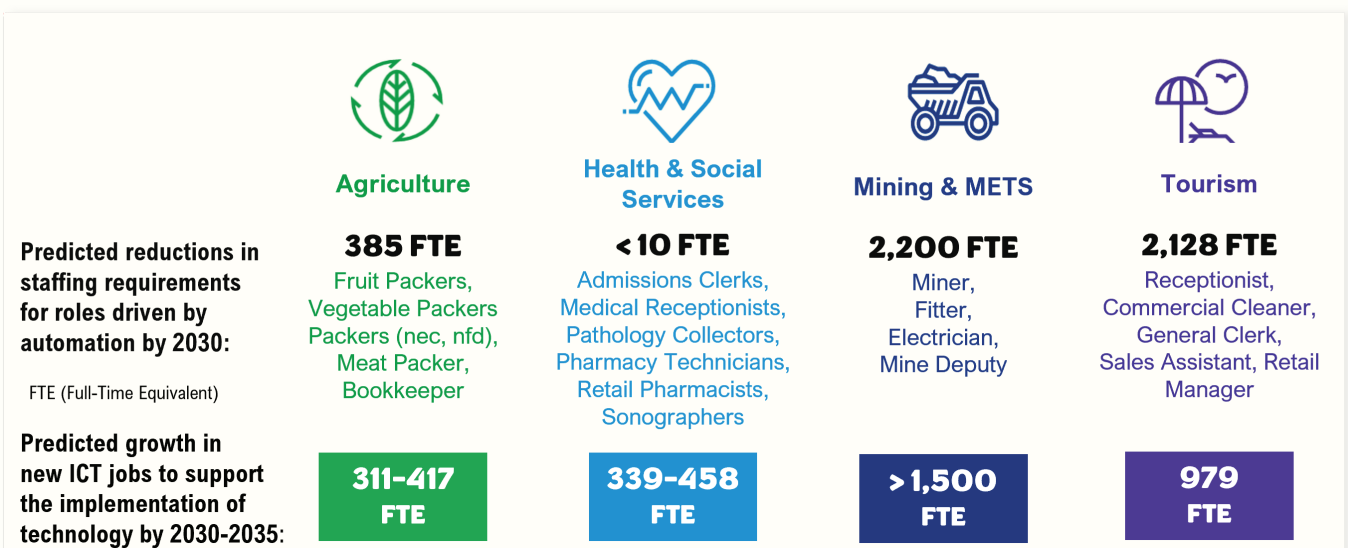 Agriculture
Health & Social
Services
Mining & METS
Tourism
Predicted reductions in
staffing requirements
for roles driven by
automation by 2030:
FTE (Full-Time Equivalent)
385 FTE
Fruit Packers,
Vegetable Packers
Packers (nec, nfd),
Meat Packer,
Bookkeeper
< 10 FTE
Admissions Clerks,
Medical Receptionists,
Pathology Collectors,
Pharmacy Technicians,
Retail Pharmacists,
Sonographers
2,200 FTE
Miner,
Fitter,
Electrician,
Mine Deputy
2,128 FTE
Receptionist,
Commercial Cleaner,
General Clerk,
Sales Assistant, Retail
Manager
Predicted growth in
new ICT jobs to support
the implementation of
technology by 2030-2035:
311-417
FTE
339-458
FTE
> 1,500
FTE
979
FTE